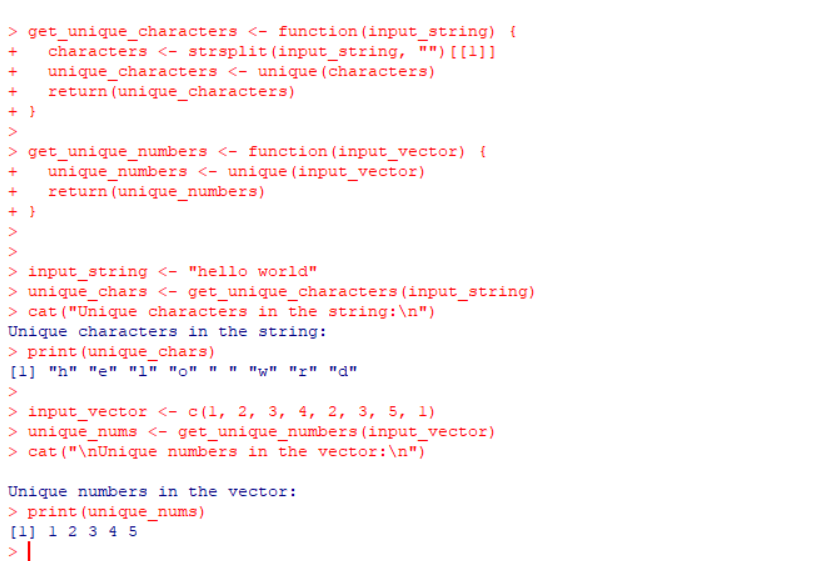 > get_unique_characters <- function(input_string) {
+   characters <- strsplit(input_string, "")[[1]]
+   unique_characters <- unique(characters)
+   return(unique_characters)
+ }
>
> get_unique_numbers <- function(input_vector) {
+   unique_numbers <- unique(input_vector)
+   return(unique_numbers)
+ }
>
>
> input_string <- "hello world"
> unique_chars <- get_unique_characters(input_string)
> cat("Unique characters in the string:\n")
Unique characters in the string:
> print(unique_chars)
[1] "h" "e" "l" "o" " " "w" "r" "d"
>
> input_vector <- c(1, 2, 3, 4, 2, 3, 5, 1)
> unique_nums <- get_unique_numbers(input_vector)
> cat("\nUnique numbers in the vector:\n")

Unique numbers in the vector:
> print(unique_nums)
[1] 1 2 3 4 5
>